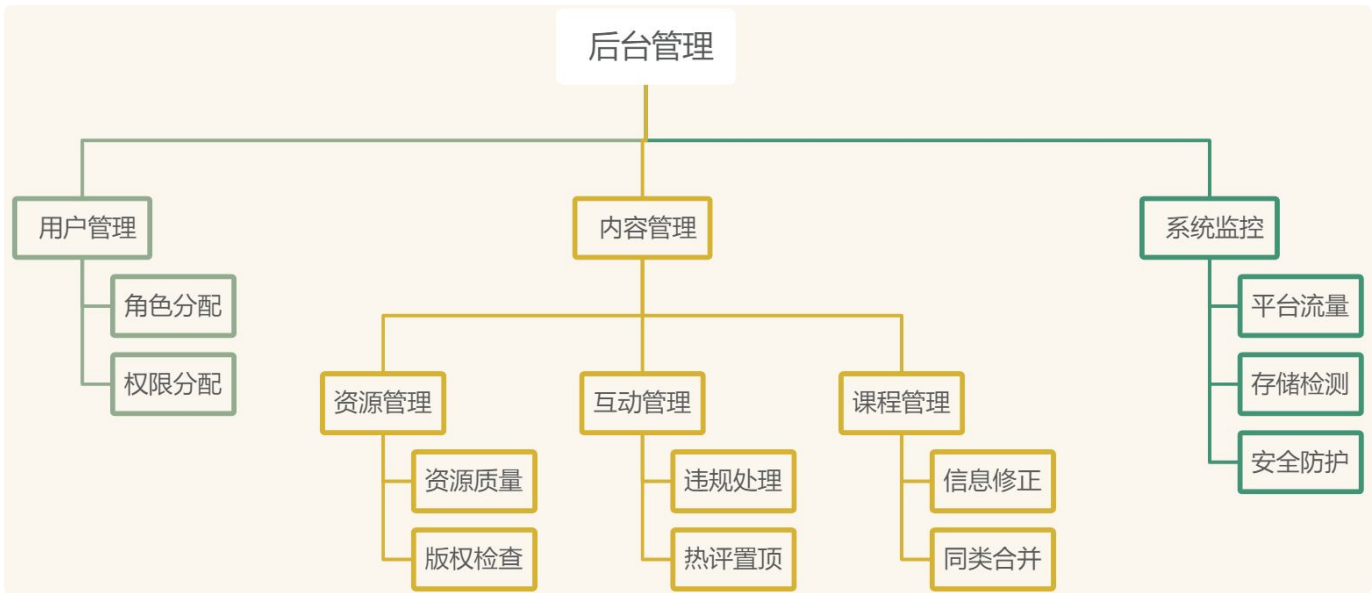 后台管理
用户管理
角色分配
权限分配
内容管理
资源管理
资源质量
版权检查
互动管理
违规处理
热评置顶
课程管理
信息修正
同类合并
系统监控
平台流量
存储检测
安全防护